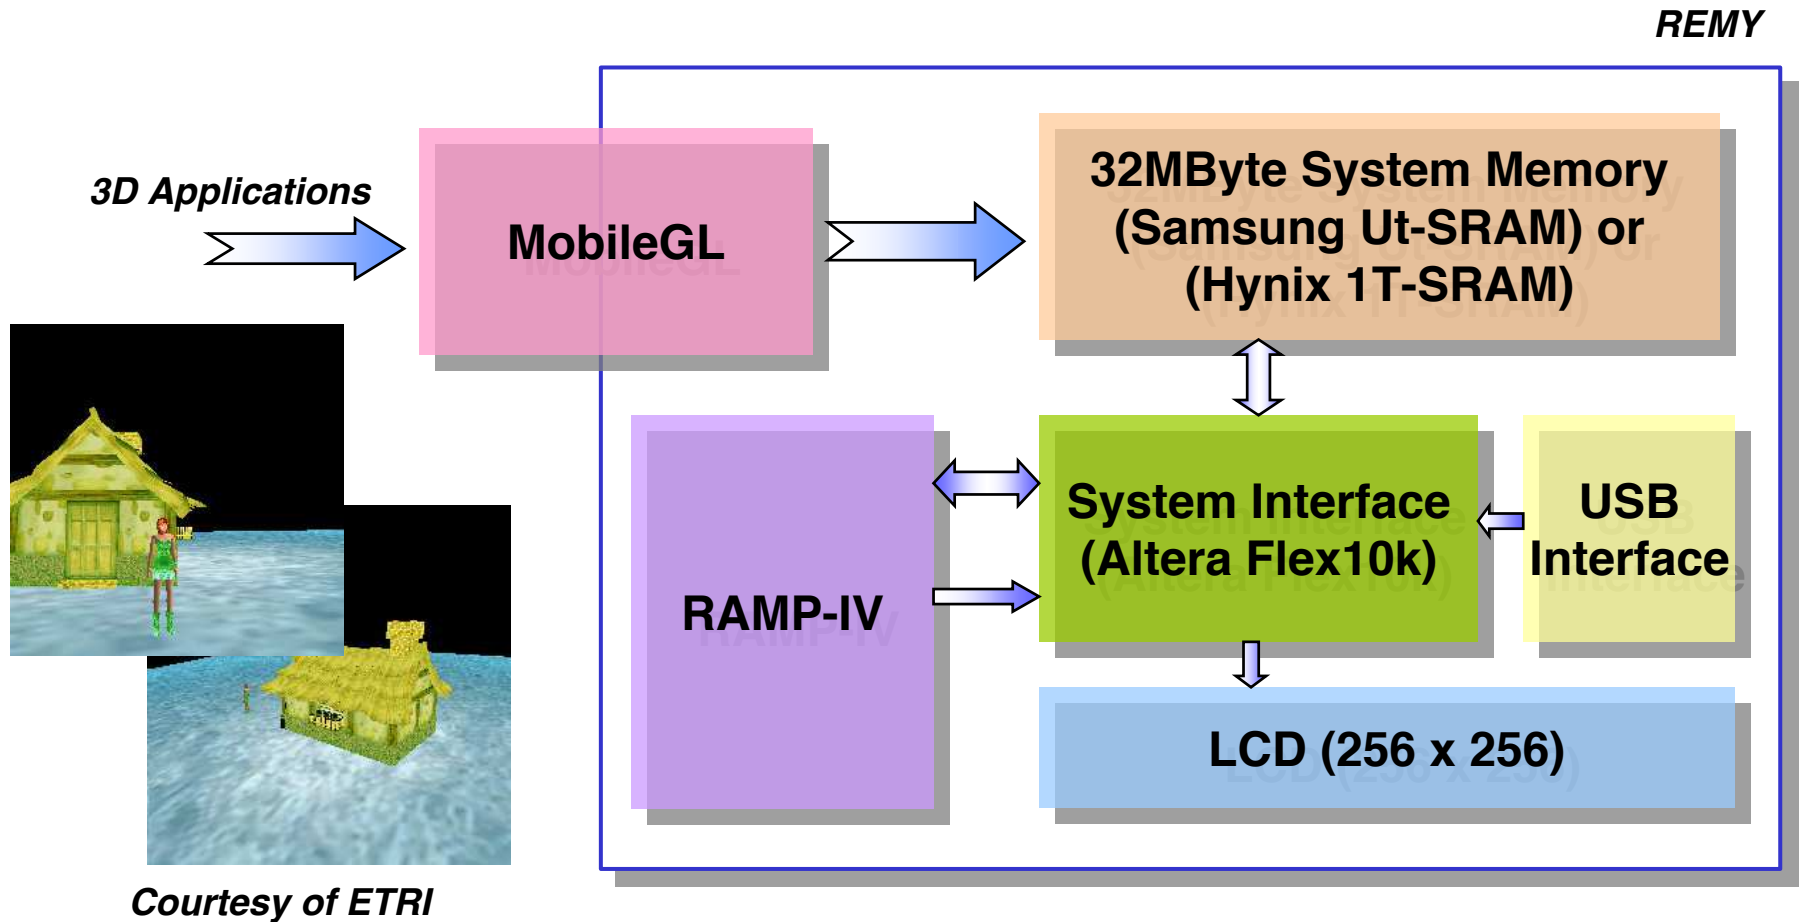 REMY
3D Applications
MobileGL
32MByte System Memory
(Samsung Ut-SRAM) or
(Hynix 1T-SRAM)
RAMP-IV
System Interface
(Altera Flex10k)
USB
Interface
LCD (256 x 256)
Courtesy of ETRI